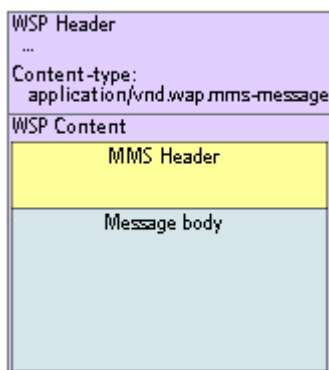 WSP Header
...
Content-type:
application/vnd.wap.mms-message
WSP Content
MMS Header
Message body